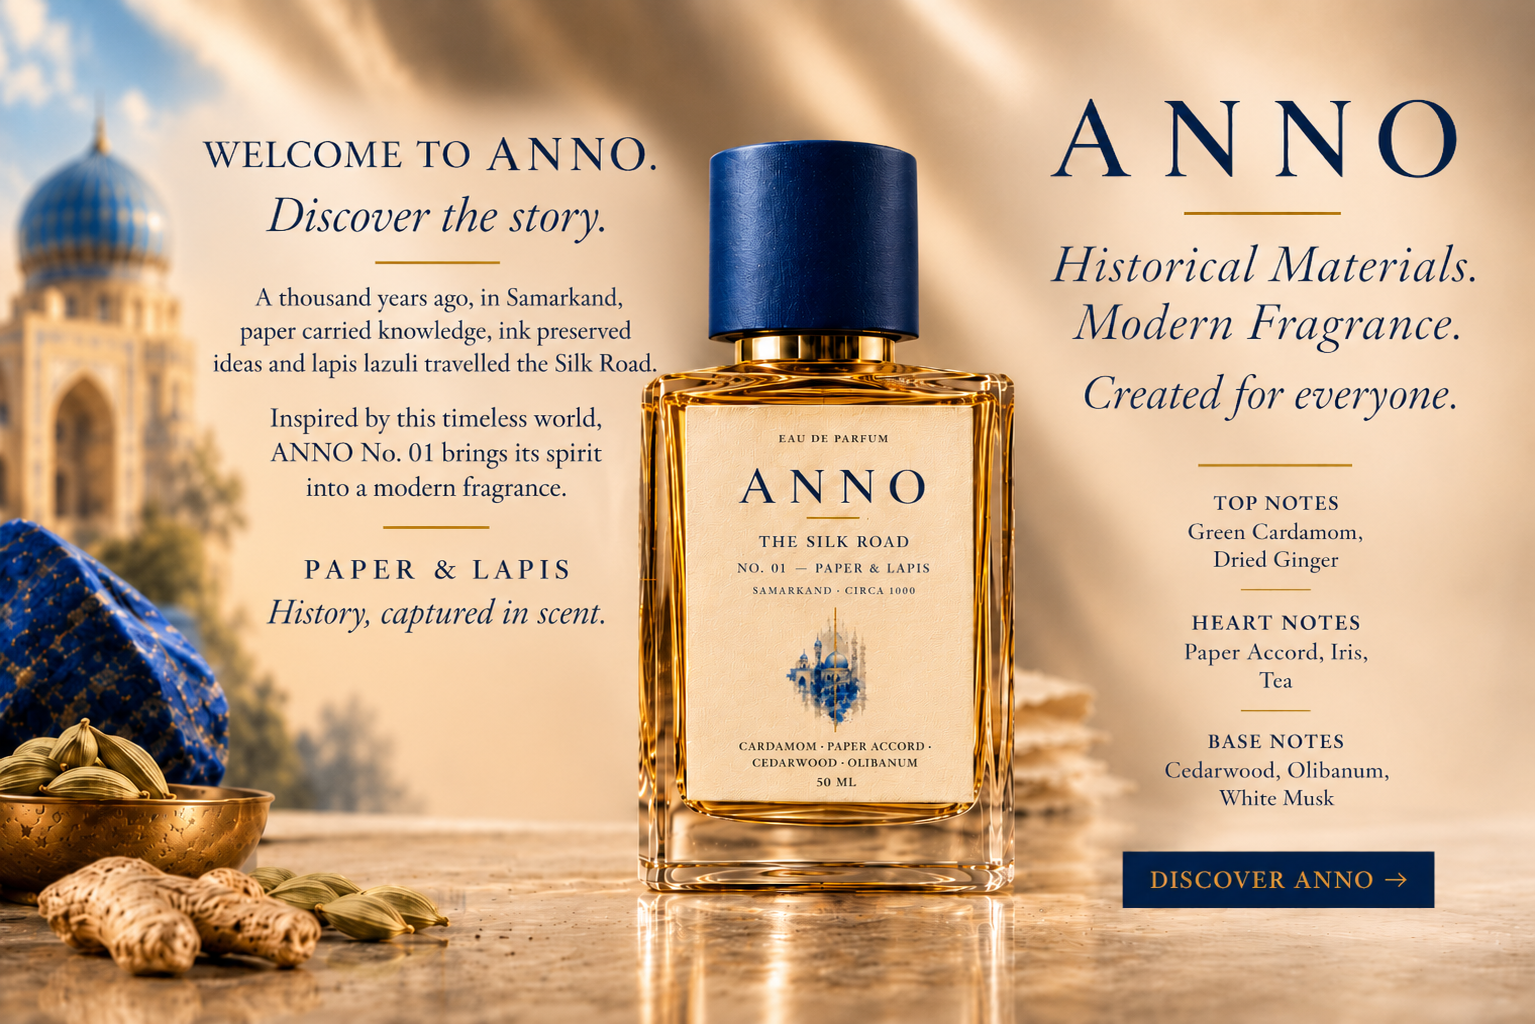 WELCOME TO ANNO.
Discover the story.
A thousand years ago, in Samarkand,
paper carried knowledge, ink preserved
ideas and lapis lazuli travelled the Silk Road.
Inspired by this timeless world,
ANNO No. 01 brings its spirit
into a modern fragrance.
PAPER & LAPIS
History, captured in scent.
EAU DE PARFUM
ANNO
THE SILK ROAD
NO. 01 — PAPER & LAPIS
SAMARKAND · CIRCA 1000
CARDAMOM · PAPER ACCORD ·
CEDARWOOD · OLIBANUM
50 ML
ANNO
Historical Materials.
Modern Fragrance.
Created for everyone.
TOP NOTES
Green Cardamom,
Dried Ginger
HEART NOTES
Paper Accord, Iris,
Tea
BASE NOTES
Cedarwood, Olibanum,
White Musk
DISCOVER ANNO →